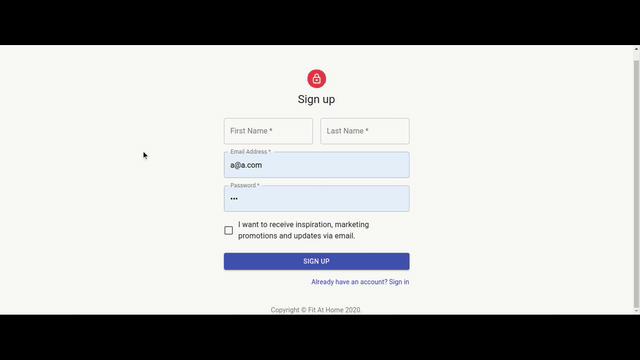 Sign up
First Name *
Last Name *
Email Address *
a@a.com
Password *
•••
I want to receive inspiration, marketing
promotions and updates via email.
SIGN UP
Already have an account? Sign in
Copyright © Fit At Home 2020.